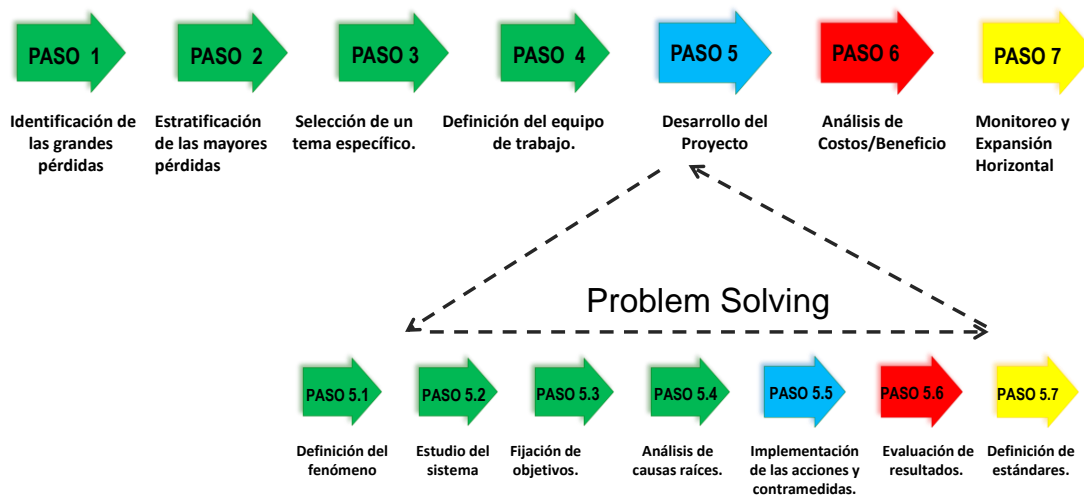 PASO 1
PASO 2
PASO 3
PASO 4
PASO 5
PASO 6
PASO 7
Identificación de
las grandes
pérdidas
Estratificación
de las mayores
pérdidas
Selección de un
tema específico.
Definición del equipo
de trabajo.
Desarrollo del
Proyecto
Análisis de
Costos/Beneficio
Monitoreo y
Expansión
Horizontal
Problem Solving
PASO 5.1
PASO 5.2
PASO 5.3
PASO 5.4
PASO 5.5
PASO 5.6
PASO 5.7
Definición del
fenómeno
Estudio del
sistema
Fijación de
objetivos.
Análisis de
causas raíces.
Implementación
de las acciones y
contramedidas.
Evaluación de
resultados.
Definición de
estándares.